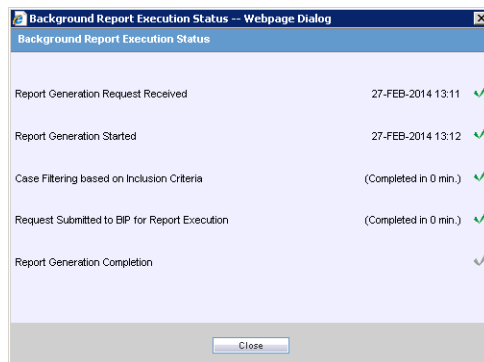 Background Report Execution Status -- Webpage Dialog
Background Report Execution Status
Report Generation Request Received 27-FEB-2014 13:11
Report Generation Started 27-FEB-2014 13:12
Case Filtering based on Inclusion Criteria (Completed in 0 min.)
Request Submitted to BIP for Report Execution (Completed in 0 min.)
Report Generation Completion
Close